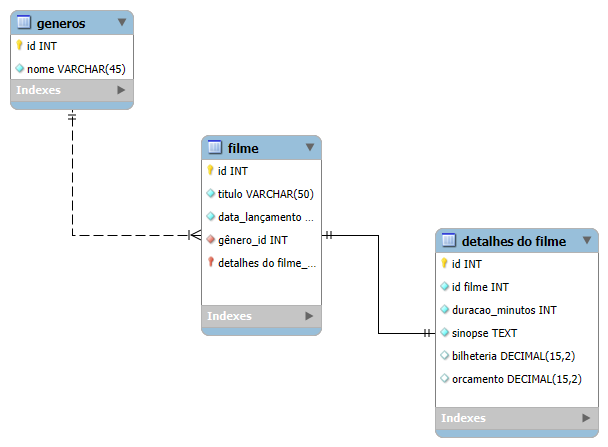 generos
id INT
nome VARCHAR(45)
Indexes
filme
id INT
titulo VARCHAR(50)
data_lançamento ...
gênero_id INT
detalhes do filme_...
Indexes
detalhes do filme
id INT
id filme INT
duracao_minutos INT
sinopse TEXT
bilheteria DECIMAL(15,2)
orcamento DECIMAL(15,2)
Indexes